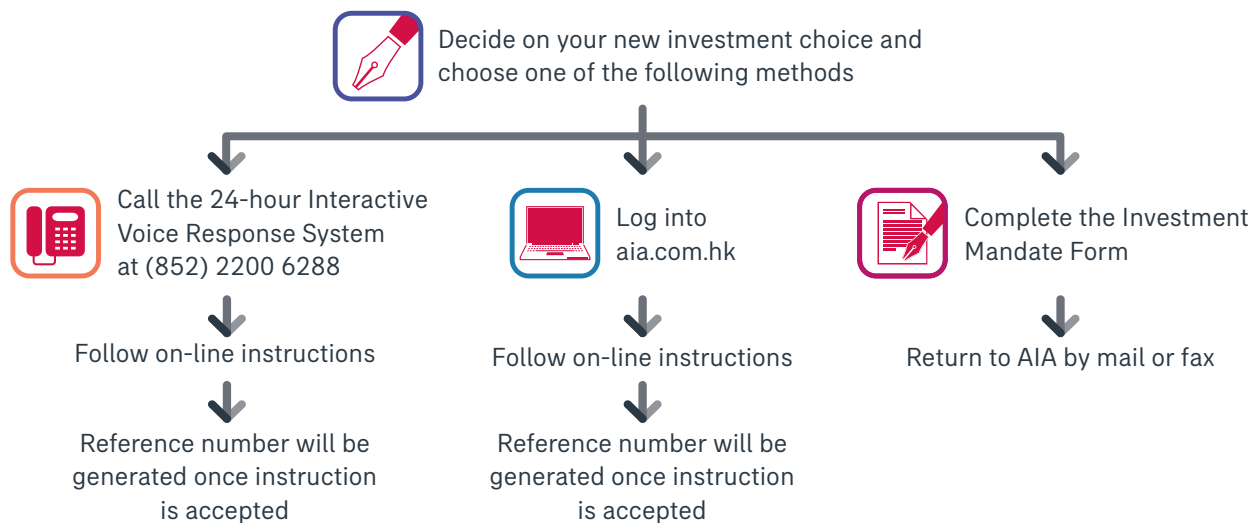 Decide on your new investment choice and
choose one of the following methods
Call the 24-hour Interactive
Voice Response System
at (852) 2200 6288
Log into
aia.com.hk
Complete the Investment
Mandate Form
Follow on-line instructions
Follow on-line instructions
Return to AIA by mail or fax
Reference number will be
generated once instruction
is accepted
Reference number will be
generated once instruction
is accepted